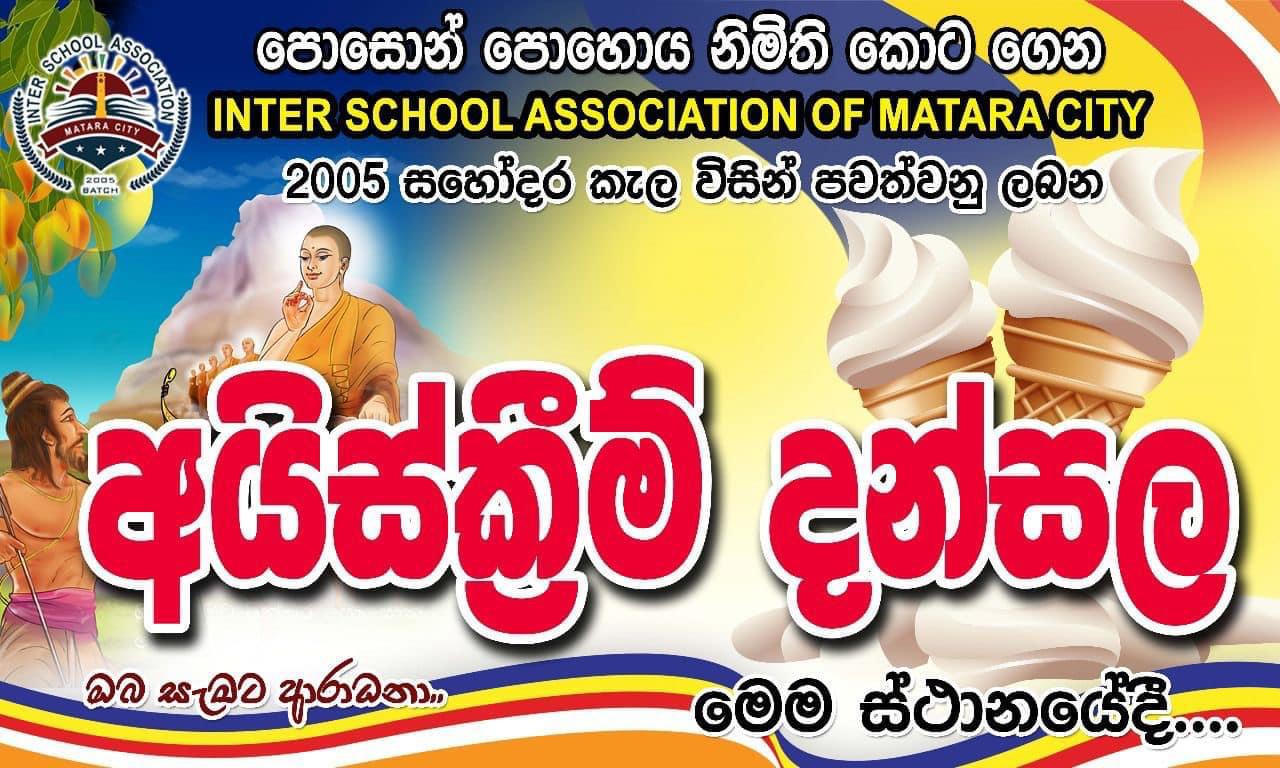 INTER SCHOOL ASSOCIATION
MATARA CITY
2005
BATCH
පොසොන් පොහොය නිමිති කොට ගෙන
INTER SCHOOL ASSOCIATION OF MATARA CITY
2005 සහෝදර කැල විසින් පවත්වනු ලබන
අයිස්ක්‍රීම් දන්සල
ඔබ සැමට ආරාධනා..
මෙම ස්ථානයේදී....